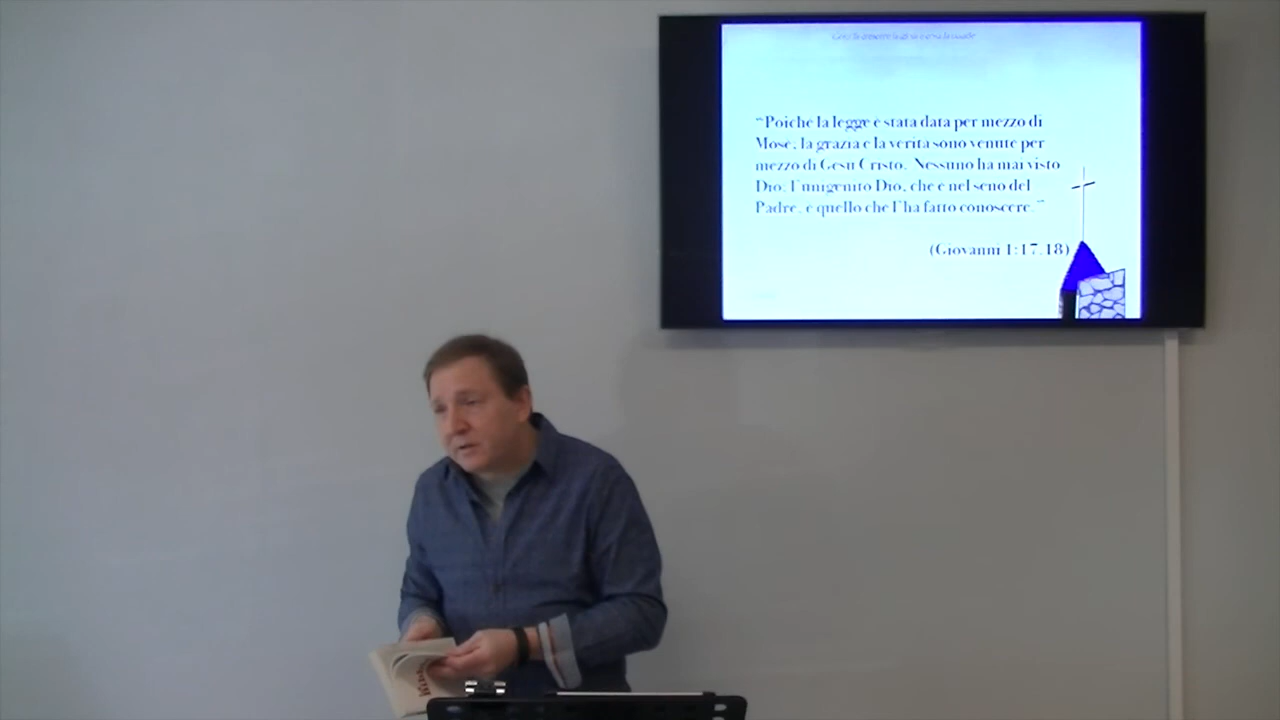 “Poiché la legge è stata data per mezzo di
Mosè, la grazia e la verità sono venute per
mezzo di Gesù Cristo. Nessuno ha mai visto
Dio; l’unigenito Dio, che è nel seno del
Padre, è quello che l’ha fatto conoscere.”
(Giovanni 1:17,18)